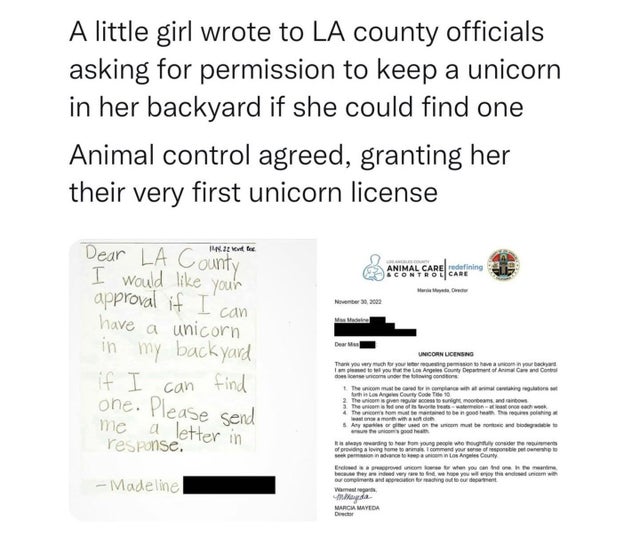 A little girl wrote to LA county officials
asking for permission to keep a unicorn
in her backyard if she could find one
Animal control agreed, granting her
their very first unicorn license
Dear LA County
I would like your
approval if I can
have a unicorn
in my backyard
if I can find
one. Please send
me a letter in
response.
- Madeline
LOS ANGELES COUNTY
ANIMAL CARE
& CONTROL
redefining
CARE
Marcia Mayeda, Director
November 30, 2022
Miss Madeline
Dear Miss
UNICORN LICENSING
Thank you very much for your letter requesting permission to have a unicorn in your backyard
I am pleased to tell you that the Los Angeles County Department of Animal Care and Control
does license unicorns under the following conditions:
1. The unicorn must be cared for in compliance with all animal caretaking regulations set
forth in Los Angeles County Code Title 10.
2. The unicorn is given regular access to sunlight, moonbeams, and rainbows.
3. The unicorn is fed one of its favorite treats – watermelon – at least once each week.
4. The unicorn's horn must be maintained to be in good health. This requires polishing at
least once a month with a soft cloth.
5. Any sparkles or glitter used on the unicorn must be nontoxic and biodegradable to
ensure the unicorn's good health.
It is always rewarding to hear from young people who thoughtfully consider the requirements
of providing a loving home to animals. I commend your sense of responsible pet ownership to
seek permission in advance to keep a unicorn in Los Angeles County.
Enclosed is a preapproved unicorn license for when you can find one. In the meantime,
because they are indeed very rare to find, we hope you will enjoy this enclosed unicorn with
our compliments and appreciation for reaching out to our department.
Warmest regards,
MMayeda
MARCIA MAYEDA
Director